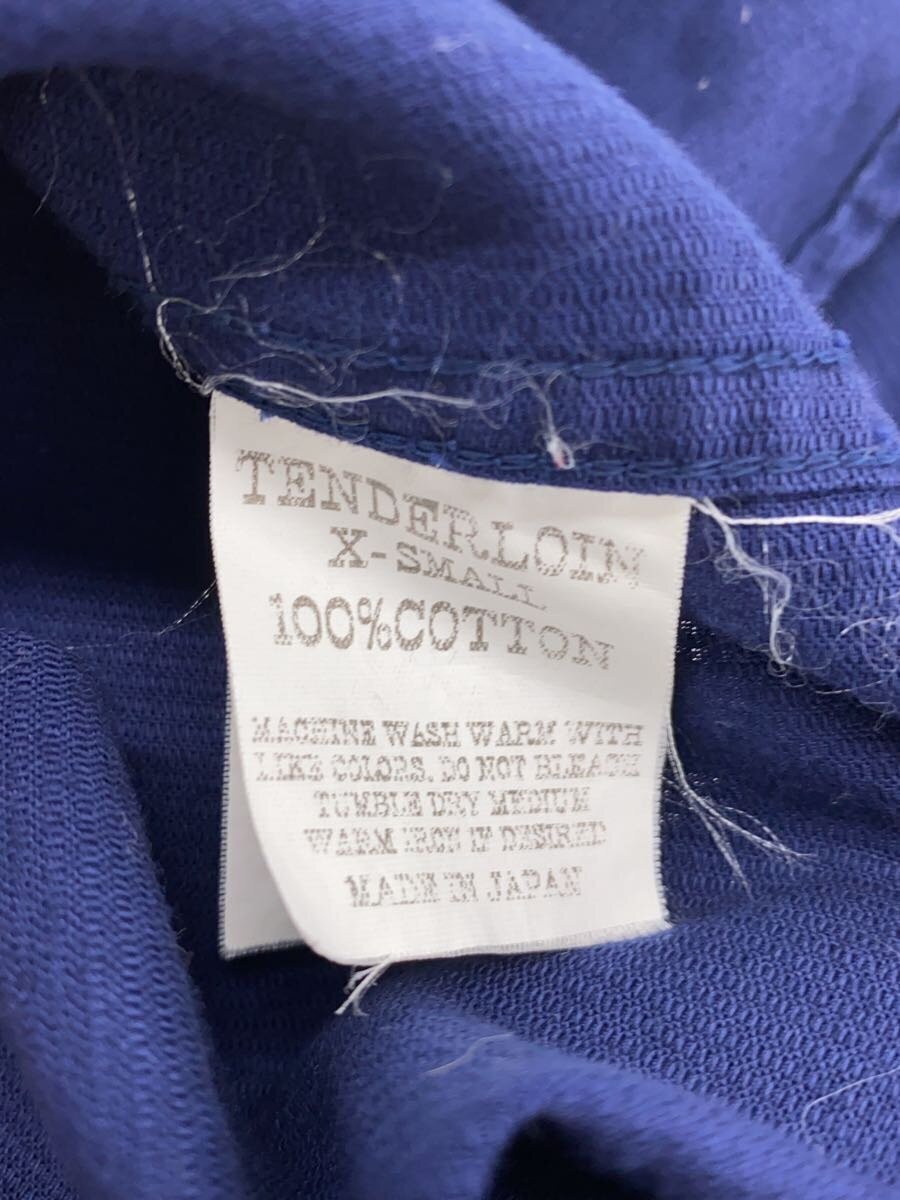 TENDERLOIN
X-SMALL
100%COTTON
MACHINE WASH WARM WITH
LIKE COLORS. DO NOT BLEACH
TUMBLE DRY MEDIUM
WARM IRON IF DESIRED
MADE IN JAPAN